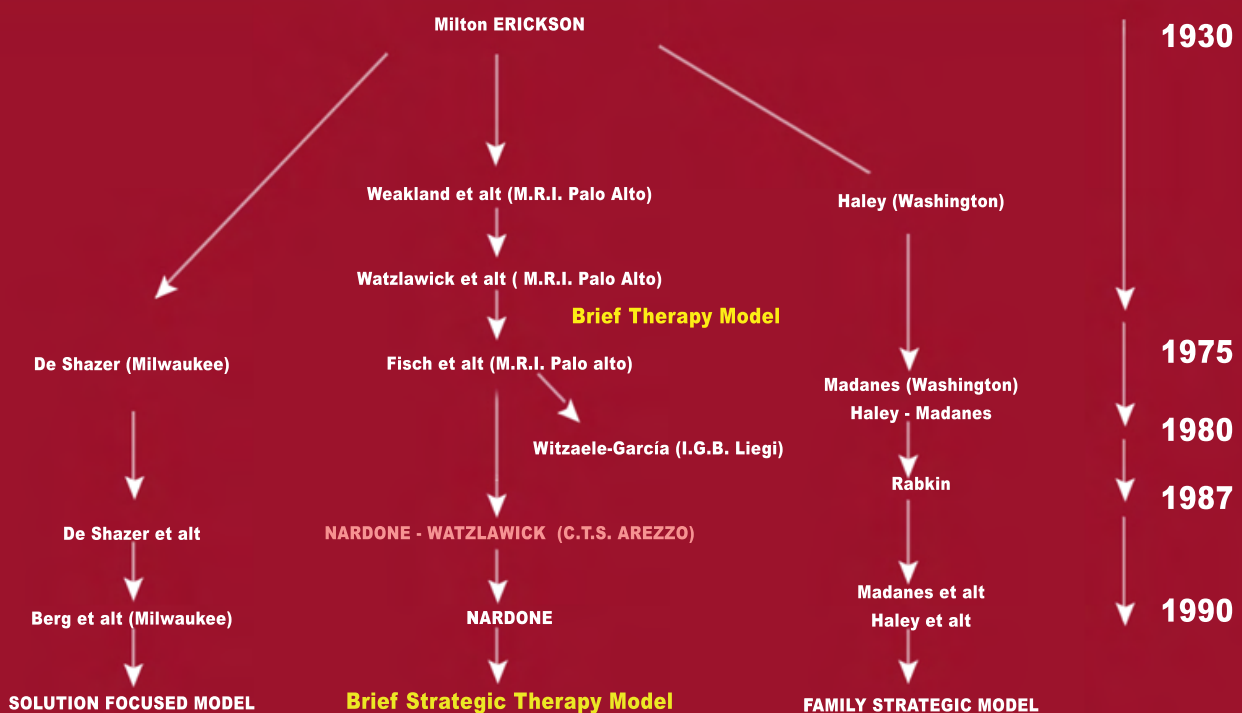 Milton ERICKSON
1930
Weakland et alt (M.R.I. Palo Alto)
Haley (Washington)
Watzlawick et alt ( M.R.I. Palo Alto)
Brief Therapy Model
1975
De Shazer (Milwaukee)
Fisch et alt (M.R.I. Palo alto)
Madanes (Washington)
Haley - Madanes
1980
Witzaele-García (I.G.B. Liegi)
Rabkin
1987
De Shazer et alt
NARDONE - WATZLAWICK (C.T.S. AREZZO)
Madanes et alt
Haley et alt
1990
Berg et alt (Milwaukee)
NARDONE
SOLUTION FOCUSED MODEL
Brief Strategic Therapy Model
FAMILY STRATEGIC MODEL